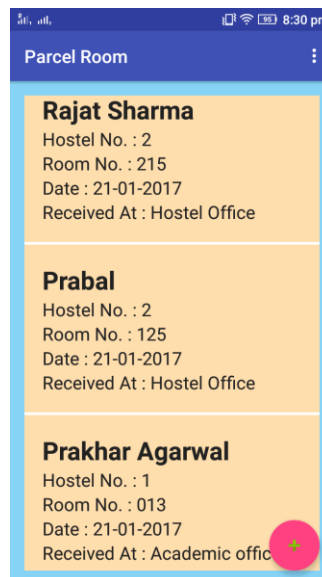 95 8:30 pm
Parcel Room
Rajat Sharma
Hostel No. : 2
Room No. : 215
Date : 21-01-2017
Received At : Hostel Office
Prabal
Hostel No. : 2
Room No. : 125
Date : 21-01-2017
Received At : Hostel Office
Prakhar Agarwal
Hostel No. : 1
Room No. : 013
Date : 21-01-2017
Received At : Academic offic